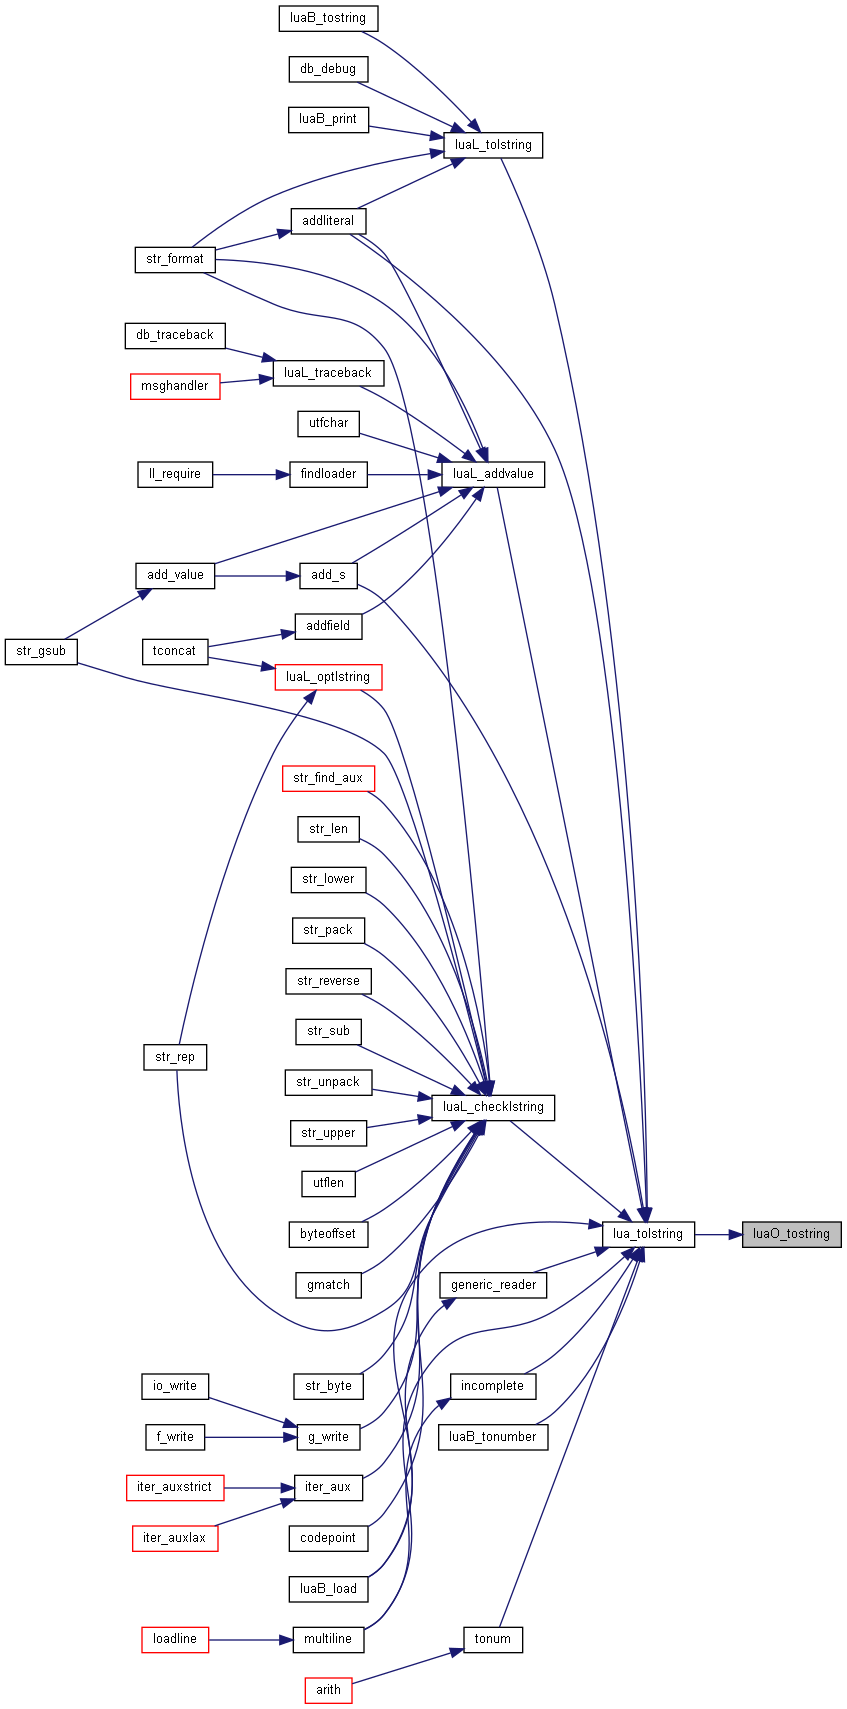 luaB_tostring
db_debug
luaB_print
luaL_tolstring
addliteral
str_format
db_traceback
luaL_traceback
msghandler
utfchar
ll_require
findloader
luaL_addvalue
add_value
add_s
addfield
str_gsub
tconcat
luaL_optlstring
str_find_aux
str_len
str_lower
str_pack
str_reverse
str_sub
str_rep
str_unpack
luaL_checklstring
str_upper
utflen
byteoffset
lua_tolstring
luaO_tostring
gmatch
generic_reader
io_write
str_byte
incomplete
f_write
g_write
luaB_tonumber
iter_auxstrict
iter_aux
iter_auxlax
codepoint
luaB_load
loadline
multiline
tonum
arith